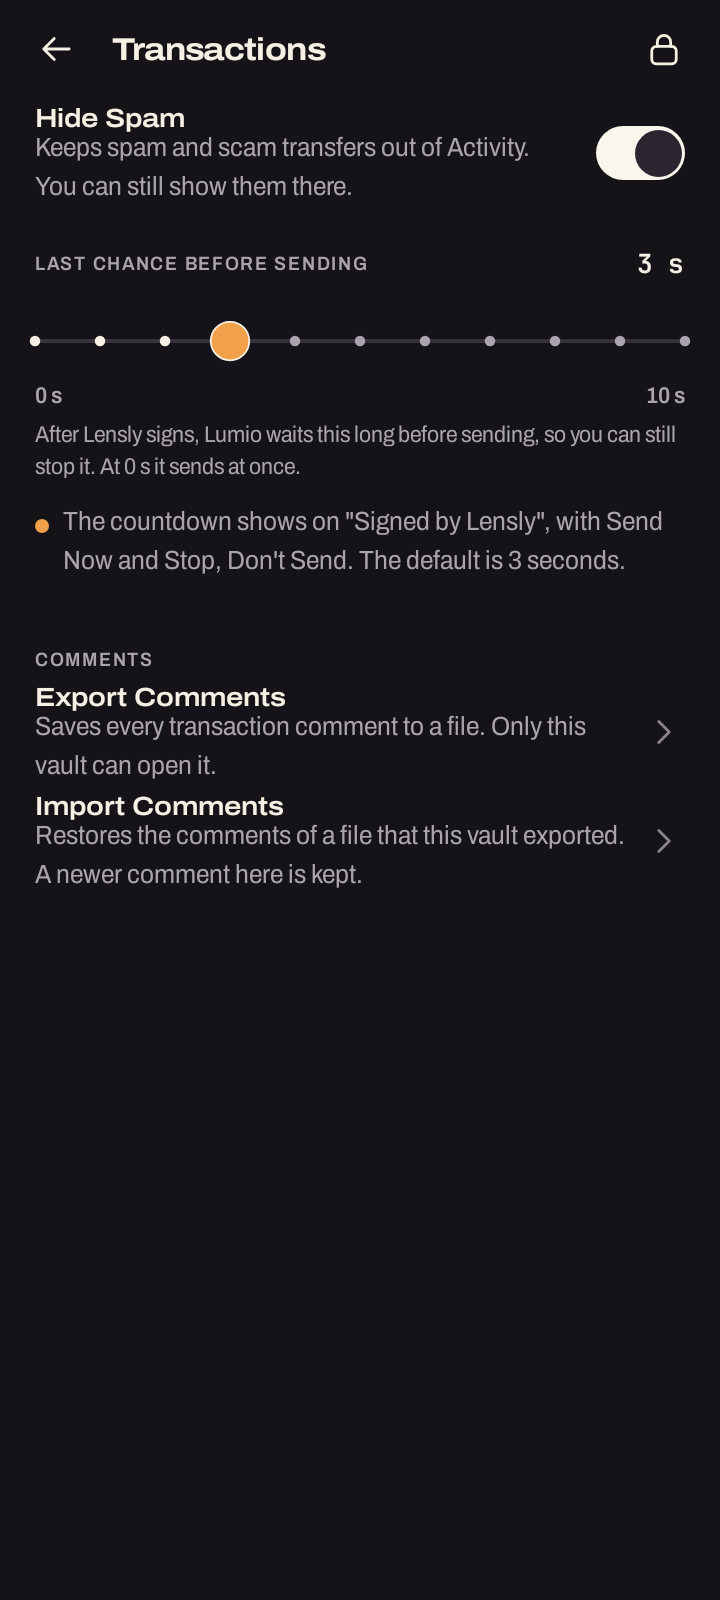 Transactions
Hide Spam
Keeps spam and scam transfers out of Activity.
You can still show them there.
LAST CHANCE BEFORE SENDING
3 s
0 s
10 s
After Lensly signs, Lumio waits this long before sending, so you can still
stop it. At 0 s it sends at once.
The countdown shows on "Signed by Lensly", with Send
Now and Stop, Don't Send. The default is 3 seconds.
COMMENTS
Export Comments
Saves every transaction comment to a file. Only this
vault can open it.
Import Comments
Restores the comments of a file that this vault exported.
A newer comment here is kept.